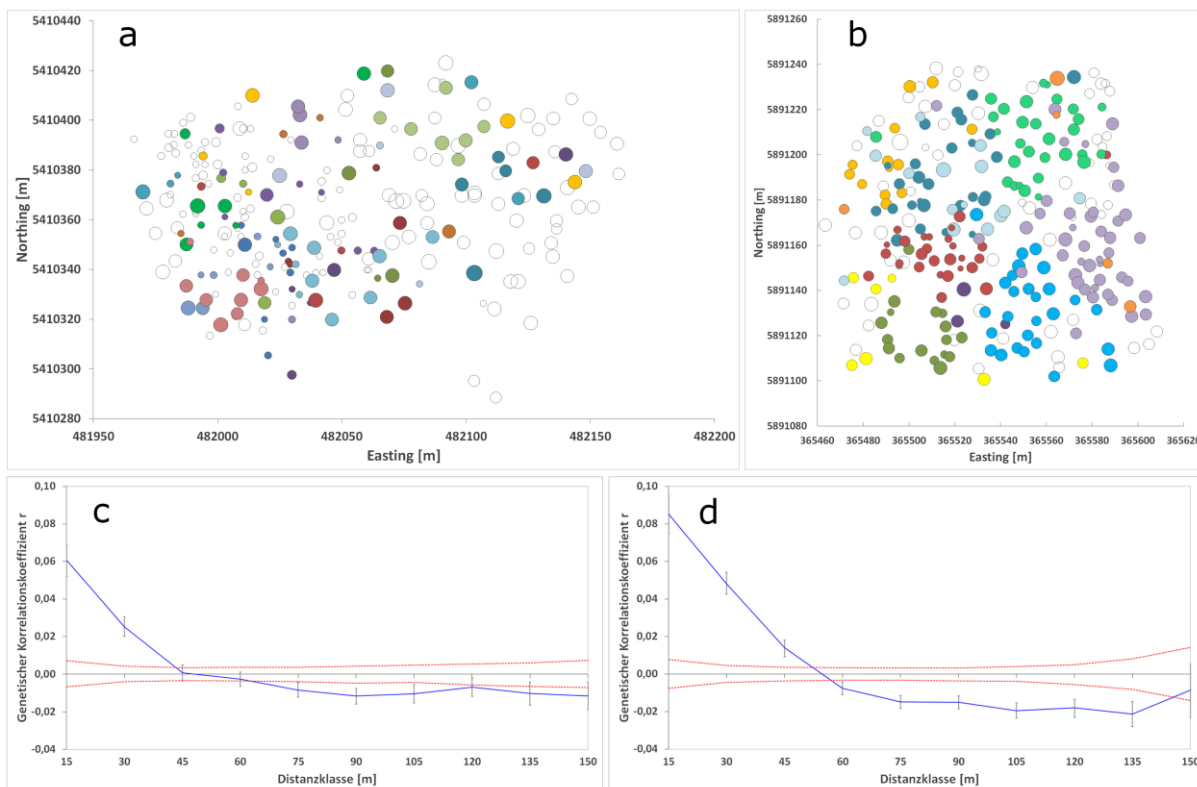 a
5410440
5410420
5410400
5410380
5410360
5410340
5410320
5410300
5410280
Northing [m]
481950 482000 482050 482100 482150 482200
Easting [m]
b
5891260
5891240
5891220
5891200
5891180
5891160
5891140
5891120
5891100
5891080
Northing [m]
365460 365480 365500 365520 365540 365560 365580 365600 365620
Easting [m]
c
0,10
0,08
0,06
0,04
0,02
0,00
-0,02
-0,04
Genetischer Korrelationskoeffizient r
15 30 45 60 75 90 105 120 135 150
Distanzklasse [m]
d
0,10
0,08
0,06
0,04
0,02
0,00
-0,02
-0,04
Genetischer Korrelationskoeffizient r
15 30 45 60 75 90 105 120 135 150
Distanzklasse [m]